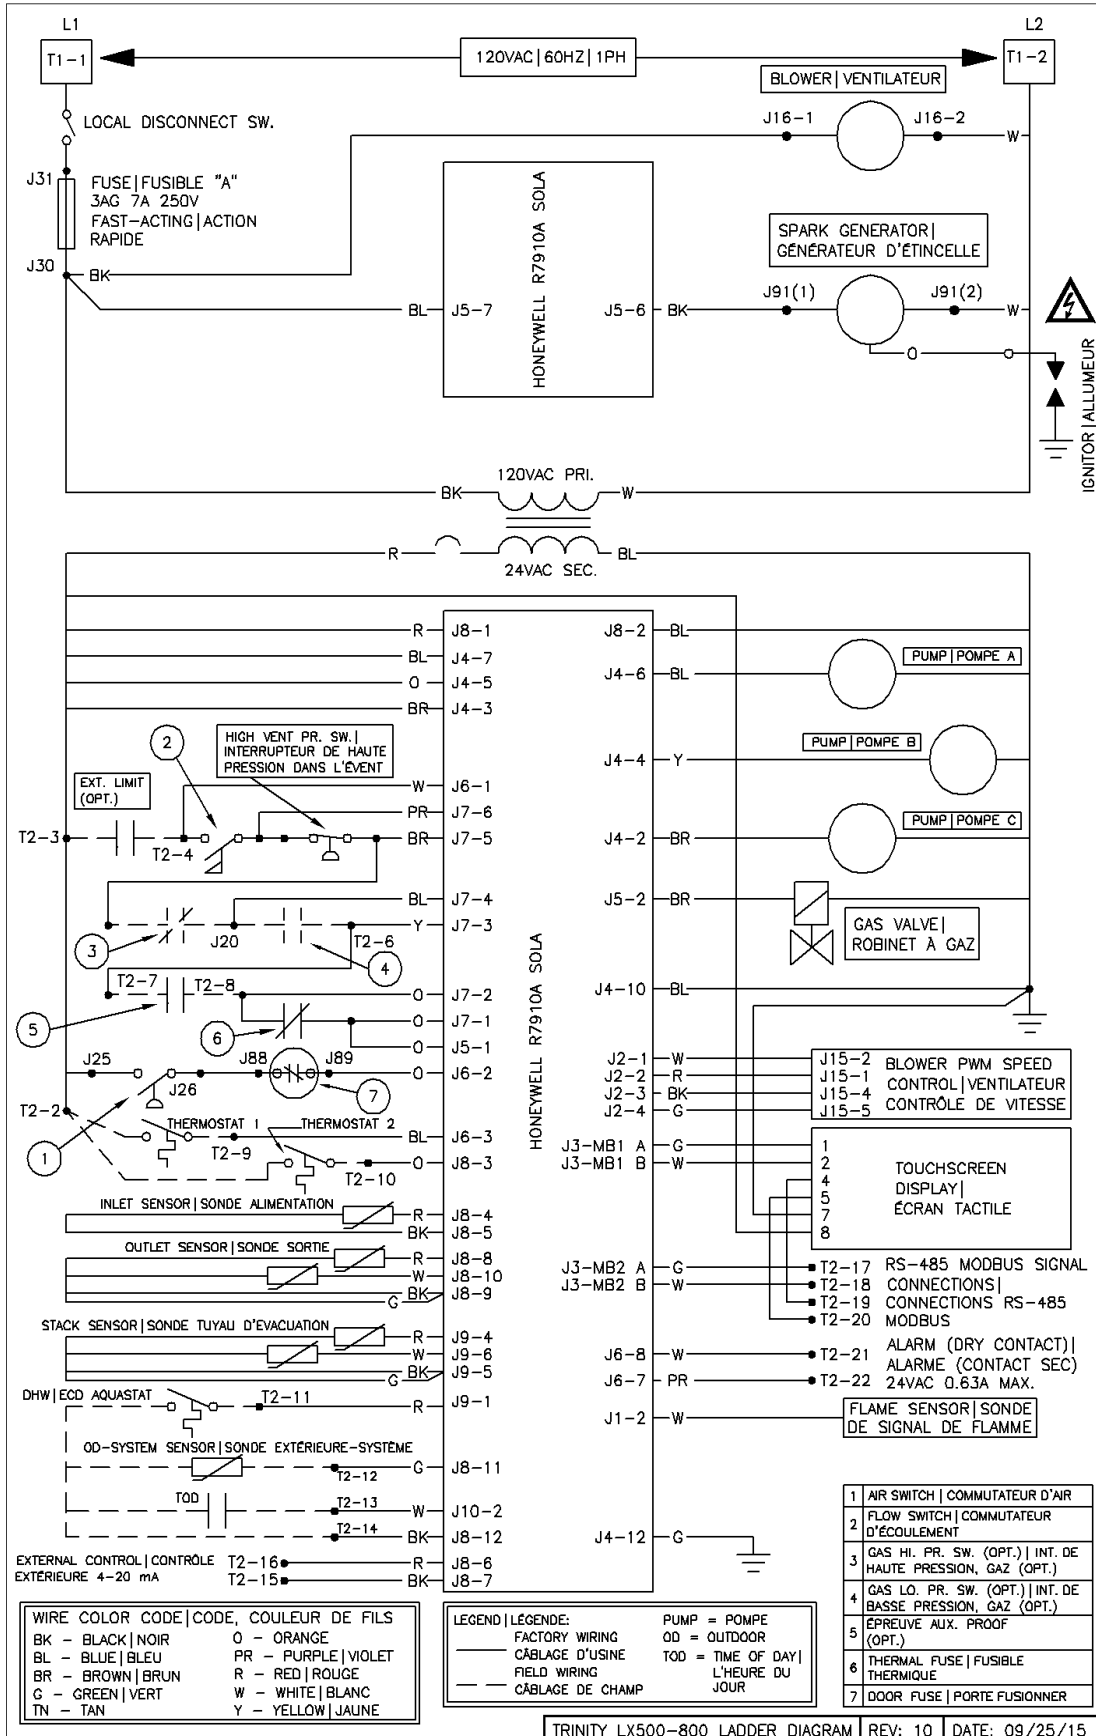 L1
L2
T1-1
120VAC|60HZ|1PH
T1-2
BLOWER|VENTILATEUR
LOCAL DISCONNECT SW.
J16-1
J16-2
W
J31
FUSE|FUSIBLE "A"
3AG 7A 250V
FAST-ACTING|ACTION
RAPIDE
HONEYWELL R7910A SOLA
SPARK GENERATOR|
GÉNÉRATEUR D'ÉTINCELLE
J30
BK
J91(1)
J91(2)
BL
J5-7
J5-6
BK
W
O
IGNITOR|ALLUMEUR
120VAC PRI.
BK
W
R
BL
24VAC SEC.
HONEYWELL R7910A SOLA
R
J8-1
J8-2
BL
BL
J4-7
PUMP|POMPE A
O
J4-5
J4-6
BL
BR
J4-3
2
HIGH VENT PR. SW.|
INTERRUPTEUR DE HAUTE
PRESSION DANS L'ÉVENT
PUMP|POMPE B
J4-4
Y
EXT. LIMIT
(OPT.)
W
J6-1
PR
J7-6
PUMP|POMPE C
T2-3
T2-4
BR
J7-5
J4-2
BR
BL
J7-4
J5-2
BR
3
J20
T2-6
Y
J7-3
4
GAS VALVE|
ROBINET À GAZ
T2-7
T2-8
O
J7-2
J4-10
BL
5
6
O
J7-1
O
J5-1
J25
J26
J88
J89
O
J6-2
7
J2-1
W
J15-2
J2-2
R
J15-1
J2-3
BK
J15-4
J2-4
G
J15-5
BLOWER PWM SPEED
CONTROL|VENTILATEUR
CONTRÔLE DE VITESSE
T2-2
1
THERMOSTAT 1
THERMOSTAT 2
T2-9
BL
J6-3
J3-MB1 A
G
1
T2-10
O
J8-3
J3-MB1 B
W
2
4
5
7
8
TOUCHSCREEN
DISPLAY|
ÉCRAN TACTILE
INLET SENSOR|SONDE ALIMENTATION
R
J8-4
BK
J8-5
OUTLET SENSOR|SONDE SORTIE
R
J8-8
W
J8-10
BK
J8-9
G
J3-MB2 A
G
T2-17
RS-485 MODBUS SIGNAL
J3-MB2 B
W
T2-18
CONNECTIONS|
T2-19
CONNECTIONS RS-485
T2-20
MODBUS
STACK SENSOR|SONDE TUYAU D'ÉVACUATION
R
J9-4
W
J9-6
BK
J9-5
G
J6-8
W
T2-21
J6-7
PR
T2-22
ALARM (DRY CONTACT)|
ALARME (CONTACT SEC)
24VAC 0.63A MAX.
DHW|ECD AQUASTAT
T2-11
R
J9-1
J1-2
W
FLAME SENSOR|SONDE
DE SIGNAL DE FLAMME
OD-SYSTEM SENSOR|SONDE EXTÉRIEURE-SYSTÈME
T2-12
G
J8-11
TOD
T2-13
W
J10-2
T2-14
BK
J8-12
J4-12
G
EXTERNAL CONTROL|CONTRÔLE
EXTÉRIEURE 4-20 mA
T2-16
R
J8-6
T2-15
BK
J8-7
1 AIR SWITCH | COMMUTATEUR D'AIR
2 FLOW SWITCH | COMMUTATEUR
D'ÉCOULEMENT
3 GAS HI. PR. SW. (OPT.) | INT. DE
HAUTE PRESSION, GAZ (OPT.)
4 GAS LO. PR. SW. (OPT.) | INT. DE
BASSE PRESSION, GAZ (OPT.)
5 ÉPREUVE AUX. PROOF
(OPT.)
6 THERMAL FUSE | FUSIBLE
THERMIQUE
7 DOOR FUSE | PORTE FUSIONNER
WIRE COLOR CODE|CODE, COULEUR DE FILS
BK - BLACK|NOIR
O - ORANGE
BL - BLUE|BLEU
PR - PURPLE|VIOLET
BR - BROWN|BRUN
R - RED|ROUGE
G - GREEN|VERT
W - WHITE|BLANC
TN - TAN
Y - YELLOW|JAUNE
LEGEND|LÉGENDE:
FACTORY WIRING
CÂBLAGE D'USINE
FIELD WIRING
CÂBLAGE DE CHAMP
PUMP = POMPE
OD = OUTDOOR
TOD = TIME OF DAY|
L'HEURE DU
JOUR
TRINITY LX500-800 LADDER DIAGRAM
REV: 10
DATE: 09/25/15